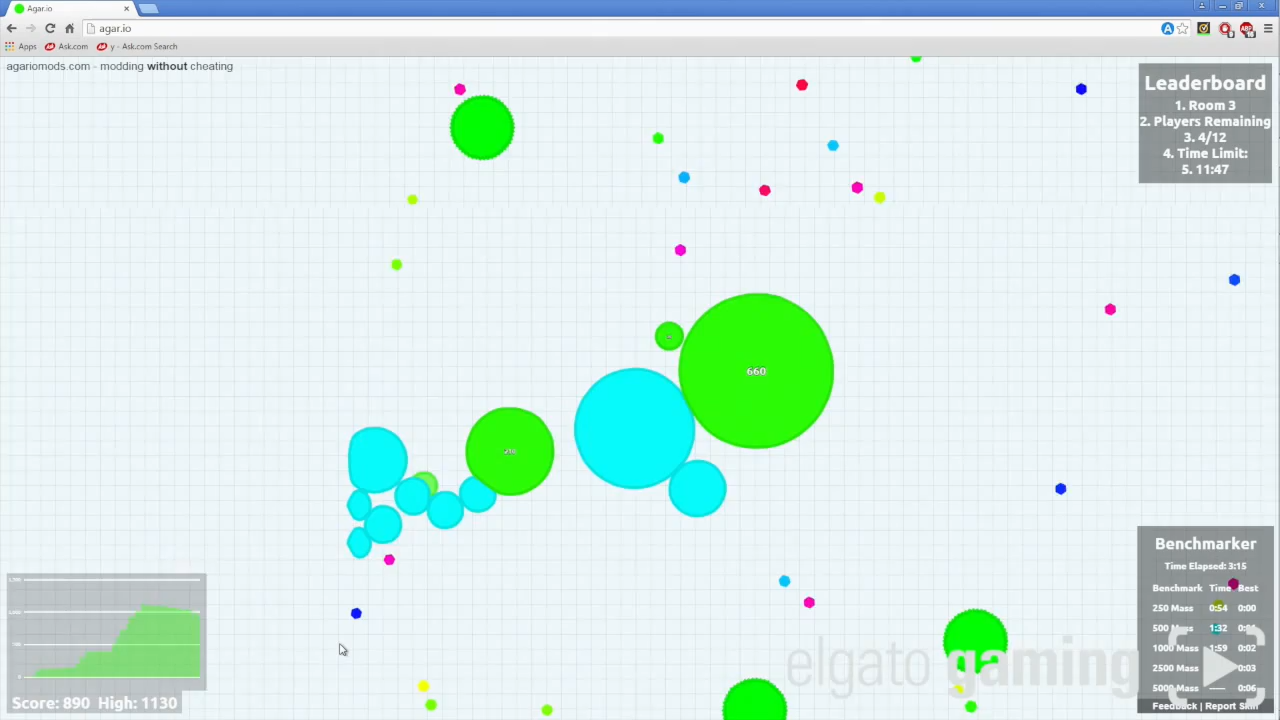 Agar.io
agar.io
Apps Ask.com y - Ask.com Search
agariomods.com - modding without cheating
Leaderboard
1. Room 3
2. Players Remaining
3. 4/12
4. Time Limit:
5. 11:47
660
Benchmarker
Time Elapsed: 3:15
Benchmark Time Best
250 Mass 0:54 0:00
500 Mass 1:32
1000 Mass 1:59 0:02
2500 Mass 0:03
5000 Mass 0:06
Feedback | Report Skin
elgato gaming
Score: 890 High: 1130